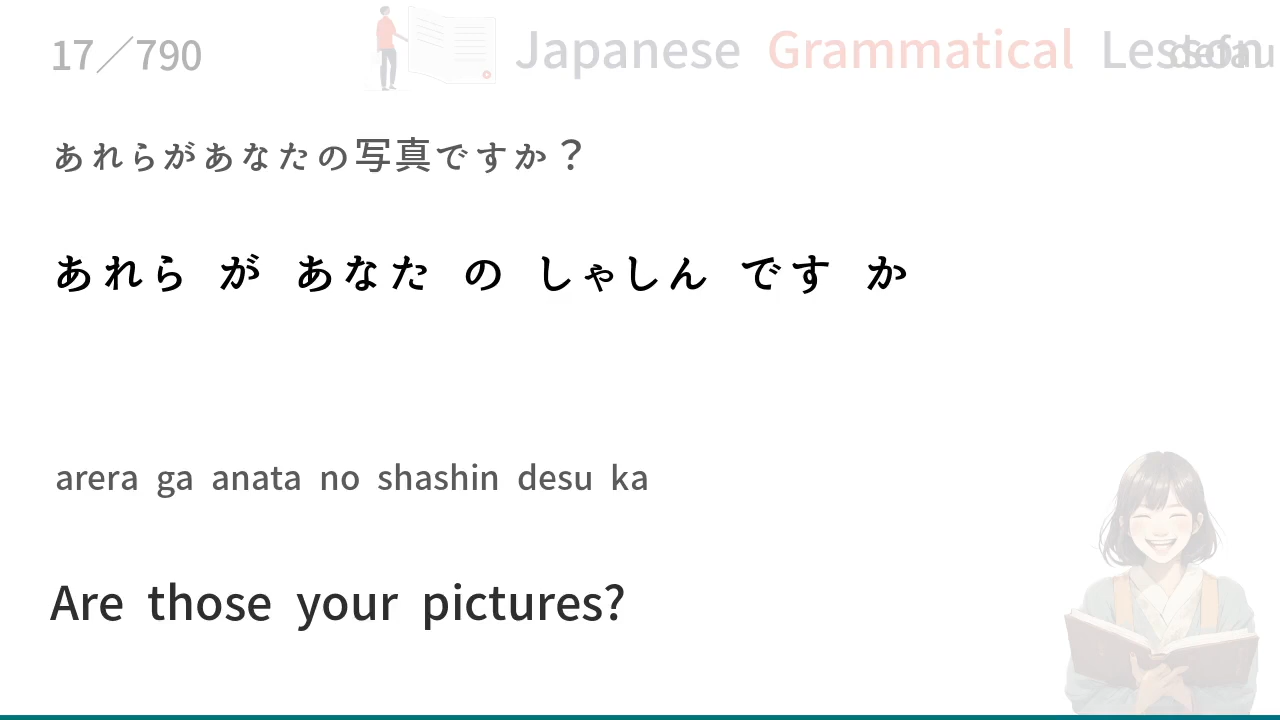 17／790
Japanese Grammatical Lesson
あれらがあなたの写真ですか？
あれら が あなた の しゃしん です か
arera ga anata no shashin desu ka
Are those your pictures?